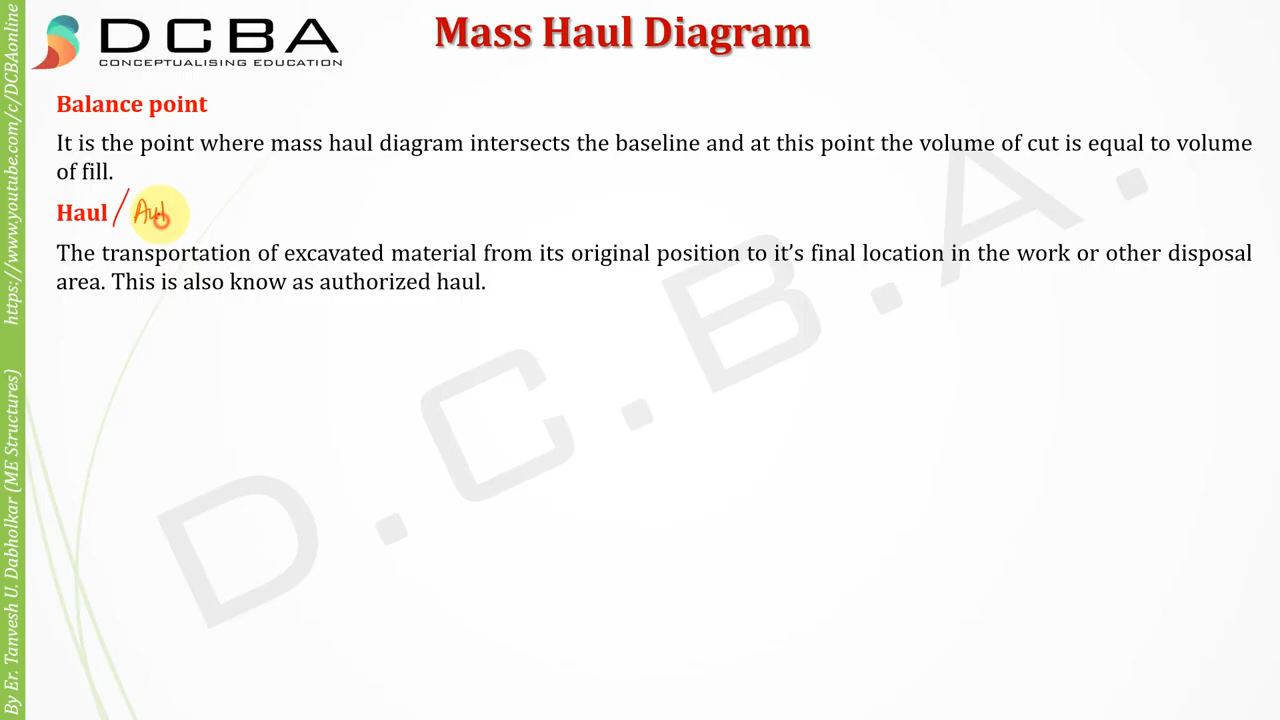 DCBA
CONCEPTUALISING EDUCATION
Mass Haul Diagram
Balance point
It is the point where mass haul diagram intersects the baseline and at this point the volume of cut is equal to volume
of fill.
Haul /
The transportation of excavated material from its original position to it’s final location in the work or other disposal
area. This is also know as authorized haul.
D.C.B.A.
By Er. Tanvesh U. Dabholkar (ME Structures) https://www.youtube.com/c/DCBAonline